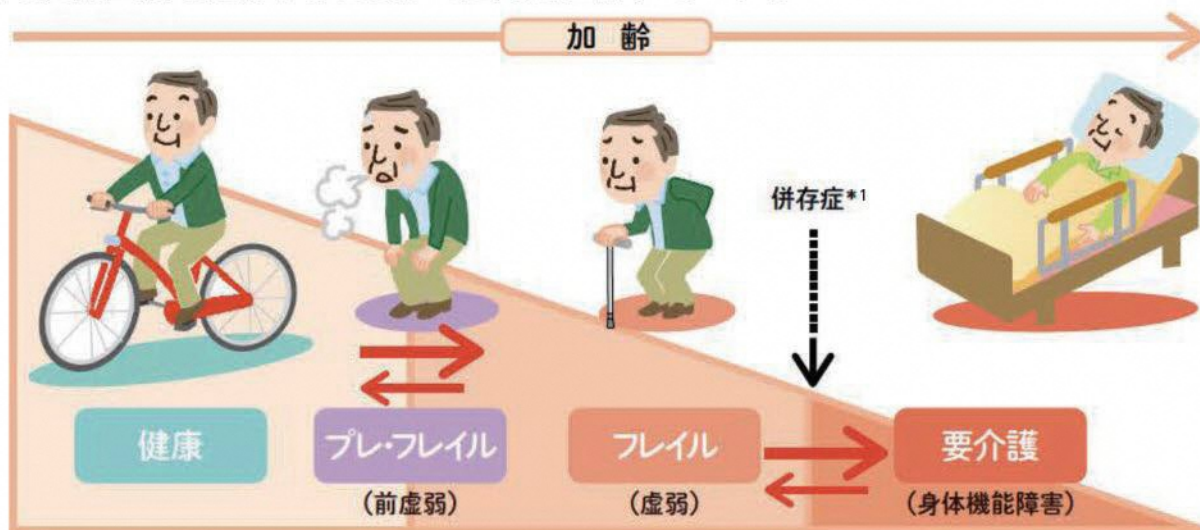 加齢
併存症*1
健康
プレ・フレイル
フレイル
要介護
(前虚弱)
(虚弱)
(身体機能障害)